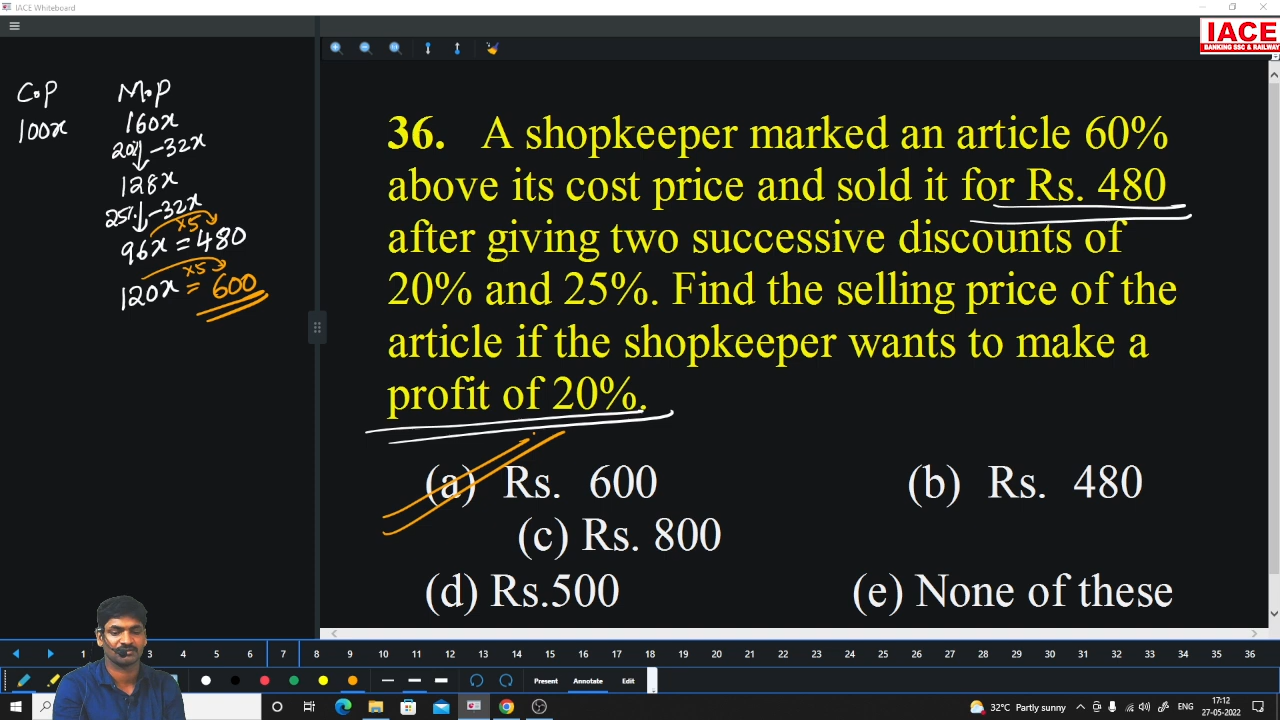 IACE Whiteboard
IACE
BANKING SSC & RAILWAY
C.P M.P
100x 160x
20% -32x
128x
25% -32x
×5
96x = 480
×5
120x = 600
36. A shopkeeper marked an article 60%
above its cost price and sold it for Rs. 480
after giving two successive discounts of
20% and 25%. Find the selling price of the
article if the shopkeeper wants to make a
profit of 20%.
(a) Rs. 600 (b) Rs. 480
(c) Rs. 800
(d) Rs.500 (e) None of these
1 3 4 5 6 7 8 9 10 11 12 13 14 15 16 17 18 19 20 21 22 23 24 25 26 27 28 29 30 31 32 33 34 35 36
Present Annotate Edit
32°C Partly sunny ENG 17:12
27-05-2022